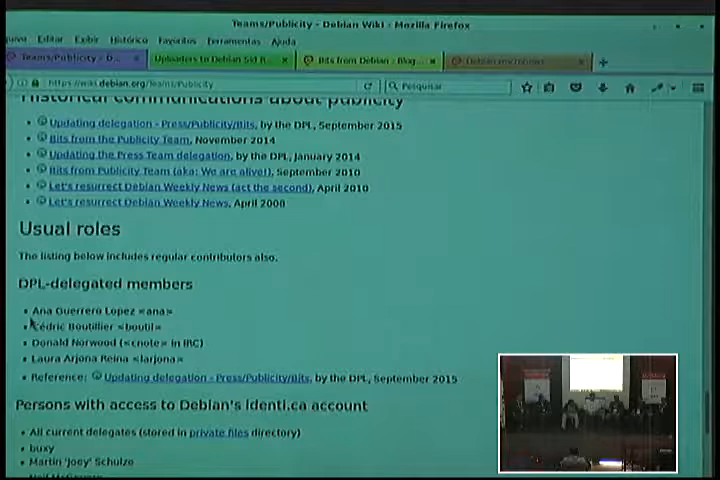 Teams/Publicity - Debian Wiki - Mozilla Firefox
Editar Exibir Histórico Favoritos Ferramentas Ajuda
Teams/Publicity - D...
Uploaders to Debian Sid R...
Bits from Debian - Blog...
Debian micronews
https://wiki.debian.org/Teams/Publicity
Pesquisar
Historical communications about publicity
Updating delegation - Press/Publicity/Bits, by the DPL, September 2015
Bits from the Publicity Team, November 2014
Updating the Press Team delegation, by the DPL, January 2014
Bits from Publicity Team (aka: We are alive!), September 2010
Let's resurrect Debian Weekly News (act the second), April 2010
Let's resurrect Debian Weekly News, April 2008
Usual roles
The listing below includes regular contributors also.
DPL-delegated members
Ana Guerrero Lopez <ana>
Cédric Boutillier <boutil>
Donald Norwood (<cnote> in IRC)
Laura Arjona Reina <larjona>
Reference: Updating delegation - Press/Publicity/Bits, by the DPL, September 2015
Persons with access to Debian's identi.ca account
All current delegates (stored in private files directory)
buxy
Martin 'Joey' Schulze